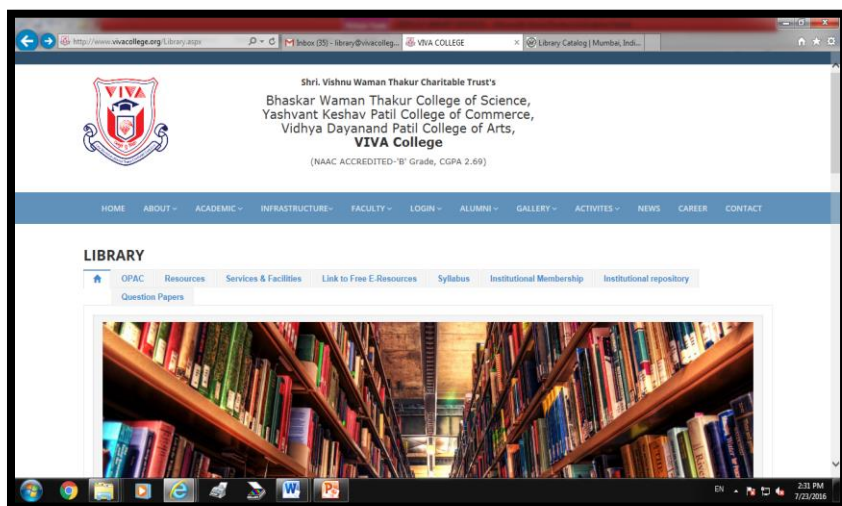 http://www.vivacollege.org/Library.aspx
Inbox (35) - library@vivacolleg...
VIVA COLLEGE
Library Catalog | Mumbai, Indi...
VIVA
Shri. Vishnu Waman Thakur Charitable Trust's
Bhaskar Waman Thakur College of Science,
Yashvant Keshav Patil College of Commerce,
Vidhya Dayanand Patil College of Arts,
VIVA College
(NAAC ACCREDITED-'B' Grade, CGPA 2.69)
HOME ABOUT ACADEMIC INFRASTRUCTURE FACULTY LOGIN ALUMNI GALLERY ACTIVITES NEWS CAREER CONTACT
LIBRARY
OPAC Resources Services & Facilities Link to Free E-Resources Syllabus Institutional Membership Institutional repository
Question Papers
EN
2:31 PM
7/23/2016